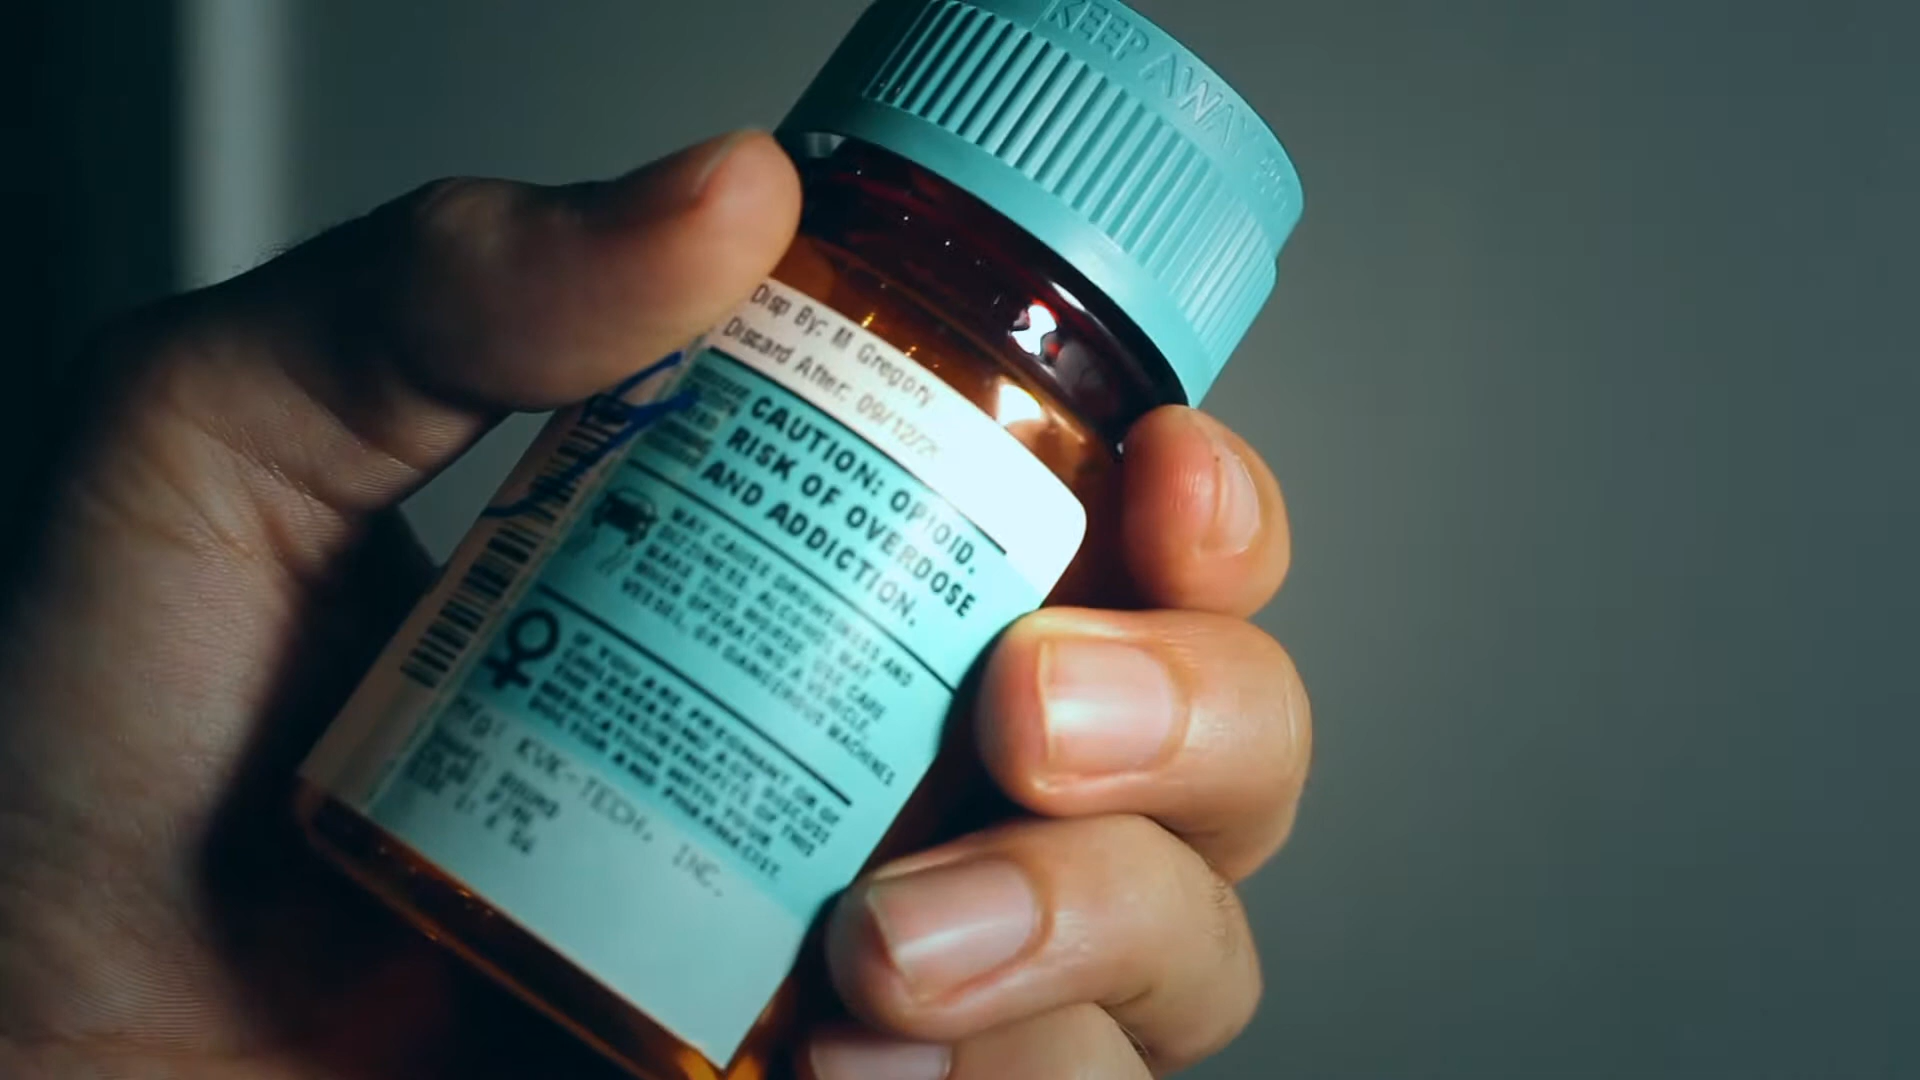 KEEP AWAY
Disp By: M Gregory
Discard After: 09/12/2
CAUTION: OPIOID.
RISK OF OVERDOSE
AND ADDICTION.
MAY CAUSE DROWSINESS AND
DIZZINESS. ALCOHOL MAY
MAKE THIS WORSE. USE CARE
WHEN OPERATING A VEHICLE,
VESSEL, OR DANGEROUS MACHINES
IF YOU ARE PREGNANT OR OF
CHILDBEARING AGE, DISCUSS
THE RISKS/BENEFITS OF THIS
MEDICATION WITH YOUR
DOCTOR AND PHARMACIST.
MFG: KVK-TECH, INC.